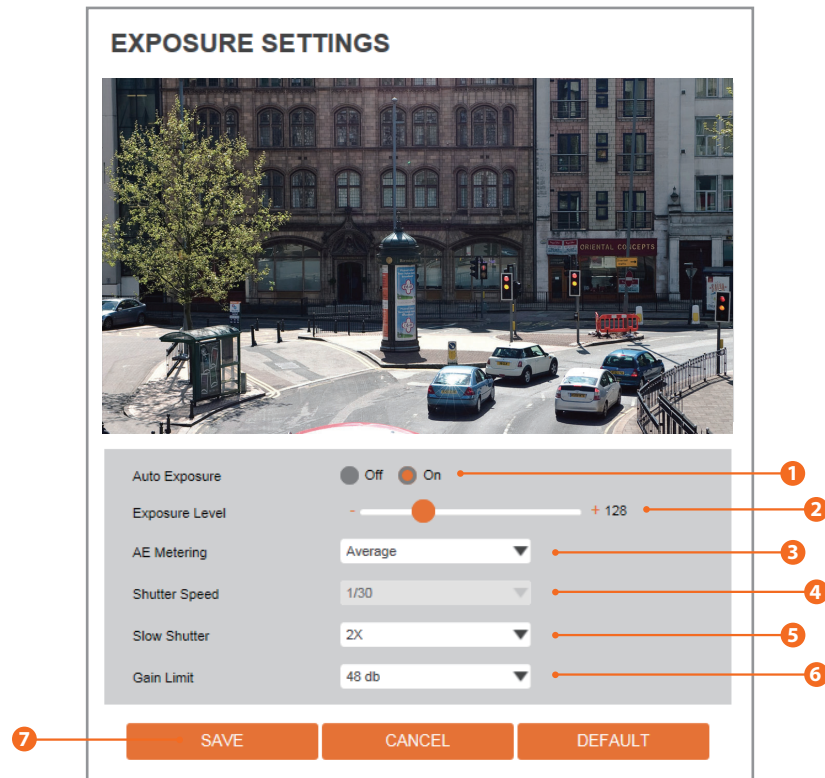 EXPOSURE SETTINGS
ORIENTAL CONCEPTS
Auto Exposure Off On 1
Exposure Level - + 128 2
AE Metering Average 3
Shutter Speed 1/30 4
Slow Shutter 2X 5
Gain Limit 48 db 6
7 SAVE CANCEL DEFAULT